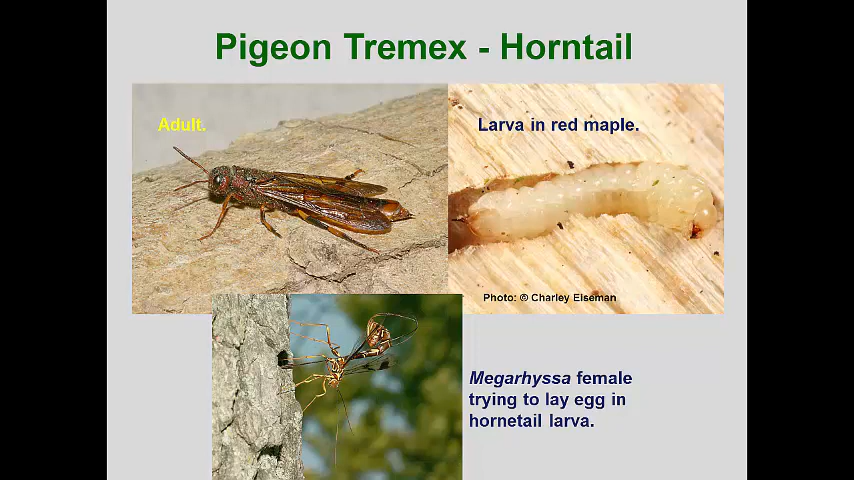 Pigeon Tremex - Horntail
Adult.
Larva in red maple.
Photo: © Charley Eiseman
Megarhyssa female
trying to lay egg in
hornetail larva.